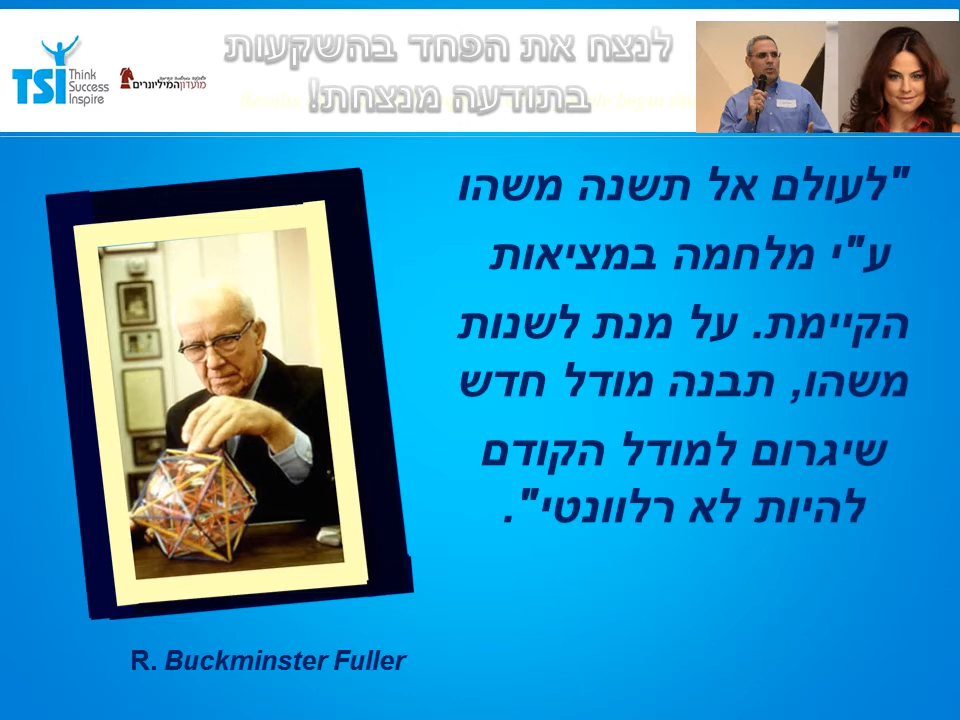 לנצח את הפחד בהשקעות
בתודעה מנצחת!
TSI Think
Success
Inspire
מועדון המיליונרים
"לעולם אל תשנה משהו
ע"י מלחמה במציאות
הקיימת. על מנת לשנות
משהו, תבנה מודל חדש
שיגרום למודל הקודם
להיות לא רלוונטי".
R. Buckminster Fuller